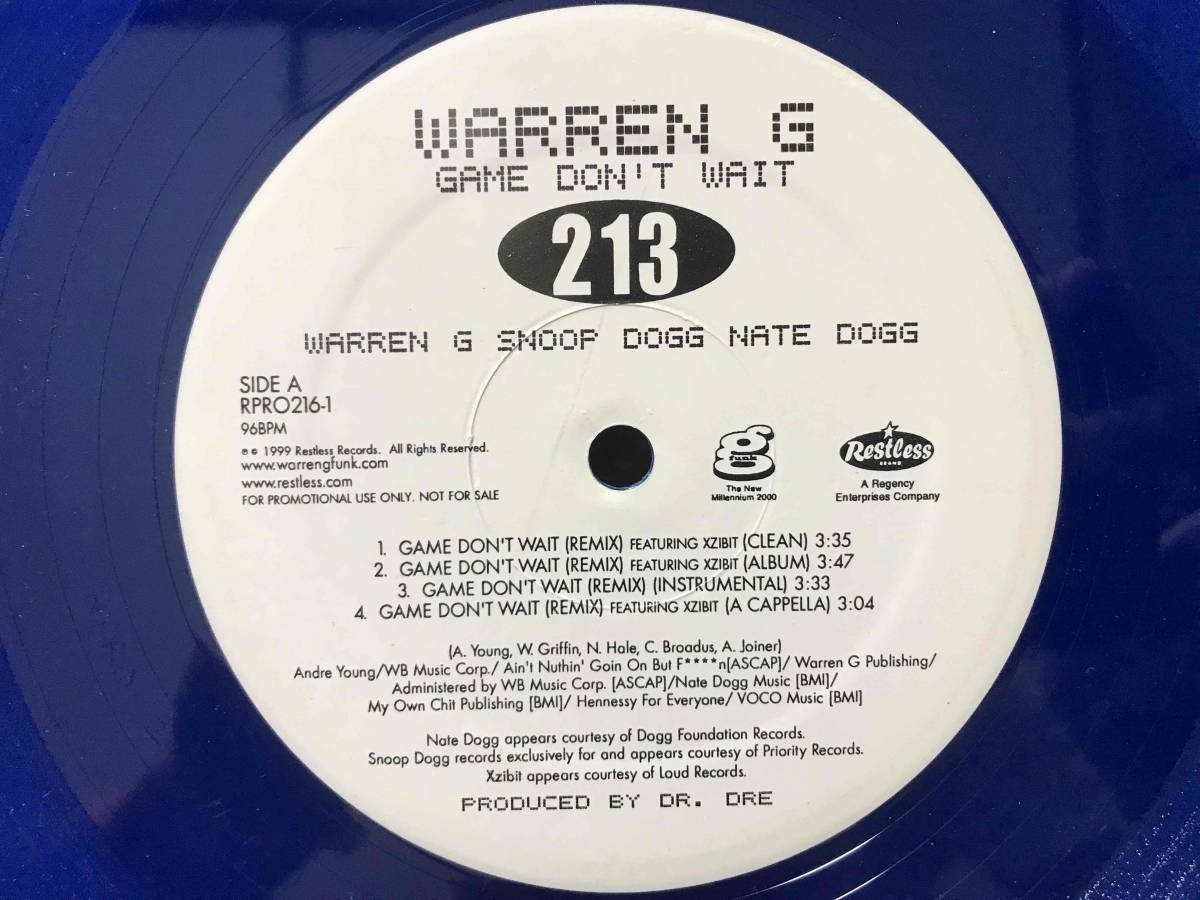 WARREN G
GAME DON'T WAIT
213
WARREN G SNOOP DOGG NATE DOGG
SIDE A
RPRO216-1
96BPM
℗ © 1999 Restless Records. All Rights Reserved.
www.warrengfunk.com
www.restless.com
FOR PROMOTIONAL USE ONLY. NOT FOR SALE
g funk
The New
Millennium 2000
Restless
BRAND
A Regency
Enterprises Company
1. GAME DON'T WAIT (REMIX) FEATURING XZIBIT (CLEAN) 3:35
2. GAME DON'T WAIT (REMIX) FEATURING XZIBIT (ALBUM) 3:47
3. GAME DON'T WAIT (REMIX) (INSTRUMENTAL) 3:33
4. GAME DON'T WAIT (REMIX) FEATURiNG XZIBIT (A CAPPELLA) 3:04
(A. Young, W. Griffin, N. Hale, C. Broadus, A. Joiner)
Andre Young/WB Music Corp./ Ain't Nuthin' Goin On But F****n[ASCAP]/ Warren G Publishing/
Administered by WB Music Corp. [ASCAP]/Nate Dogg Music [BMI]/
My Own Chit Publishing [BMI]/ Hennessy For Everyone/ VOCO Music [BMI]
Nate Dogg appears courtesy of Dogg Foundation Records.
Snoop Dogg records exclusively for and appears courtesy of Priority Records.
Xzibit appears courtesy of Loud Records.
PRODUCED BY DR. DRE